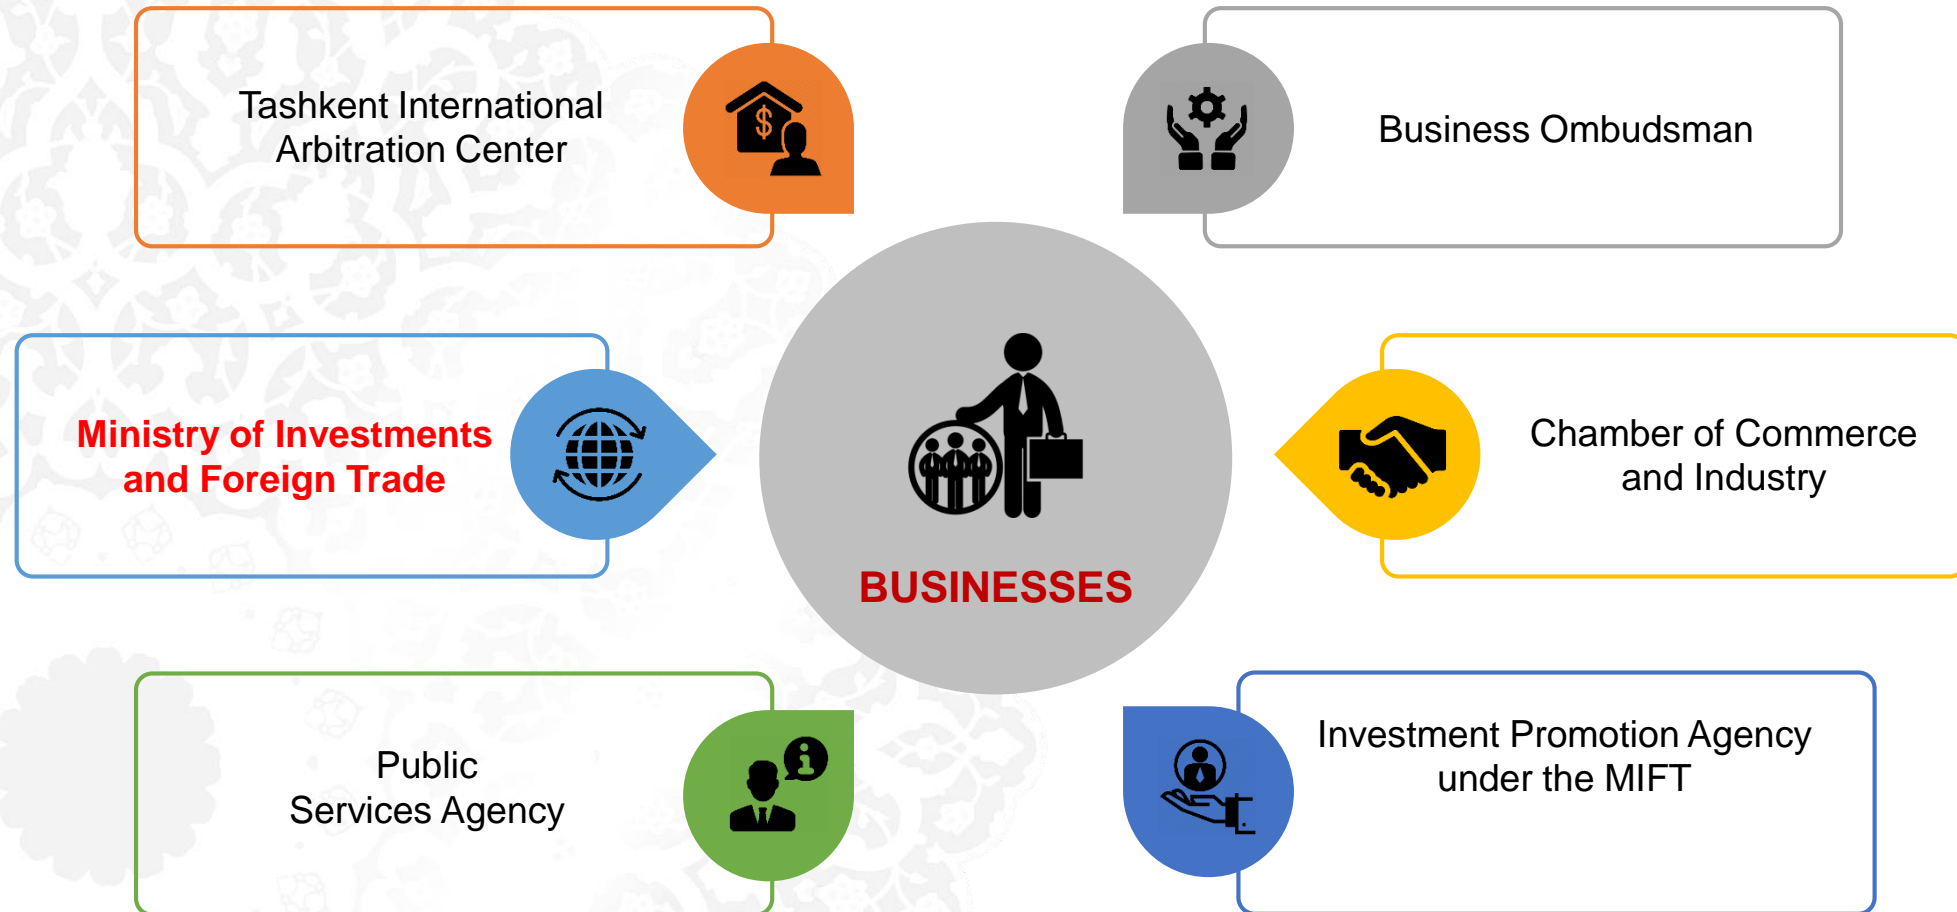 Tashkent International
Arbitration Center
Business Ombudsman
Ministry of Investments
and Foreign Trade
BUSINESSES
Chamber of Commerce
and Industry
Public
Services Agency
Investment Promotion Agency
under the MIFT